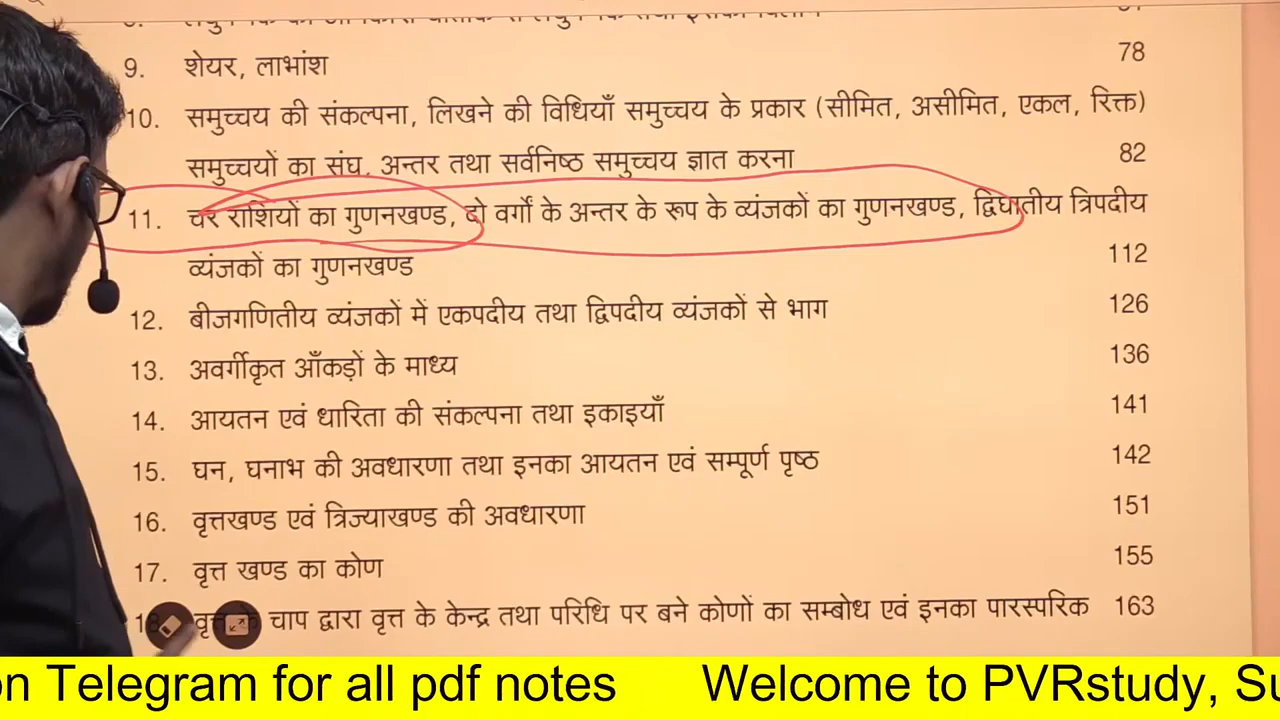 9. शेयर, लाभांश 78
10. समुच्चय की संकल्पना, लिखने की विधियाँ समुच्चय के प्रकार (सीमित, असीमित, एकल, रिक्त)
समुच्चयों का संघ, अन्तर तथा सर्वनिष्ठ समुच्चय ज्ञात करना 82
11. चर राशियों का गुणनखण्ड, दो वर्गों के अन्तर के रूप के व्यंजकों का गुणनखण्ड, द्विघातीय त्रिपदीय
व्यंजकों का गुणनखण्ड 112
12. बीजगणितीय व्यंजकों में एकपदीय तथा द्विपदीय व्यंजकों से भाग 126
13. अवर्गीकृत आँकड़ों के माध्य 136
14. आयतन एवं धारिता की संकल्पना तथा इकाइयाँ 141
15. घन, घनाभ की अवधारणा तथा इनका आयतन एवं सम्पूर्ण पृष्ठ 142
16. वृत्तखण्ड एवं त्रिज्याखण्ड की अवधारणा 151
17. वृत्त खण्ड का कोण 155
चाप द्वारा वृत्त के केन्द्र तथा परिधि पर बने कोणों का सम्बोध एवं इनका पारस्परिक 163
on Telegram for all pdf notes Welcome to PVRstudy,